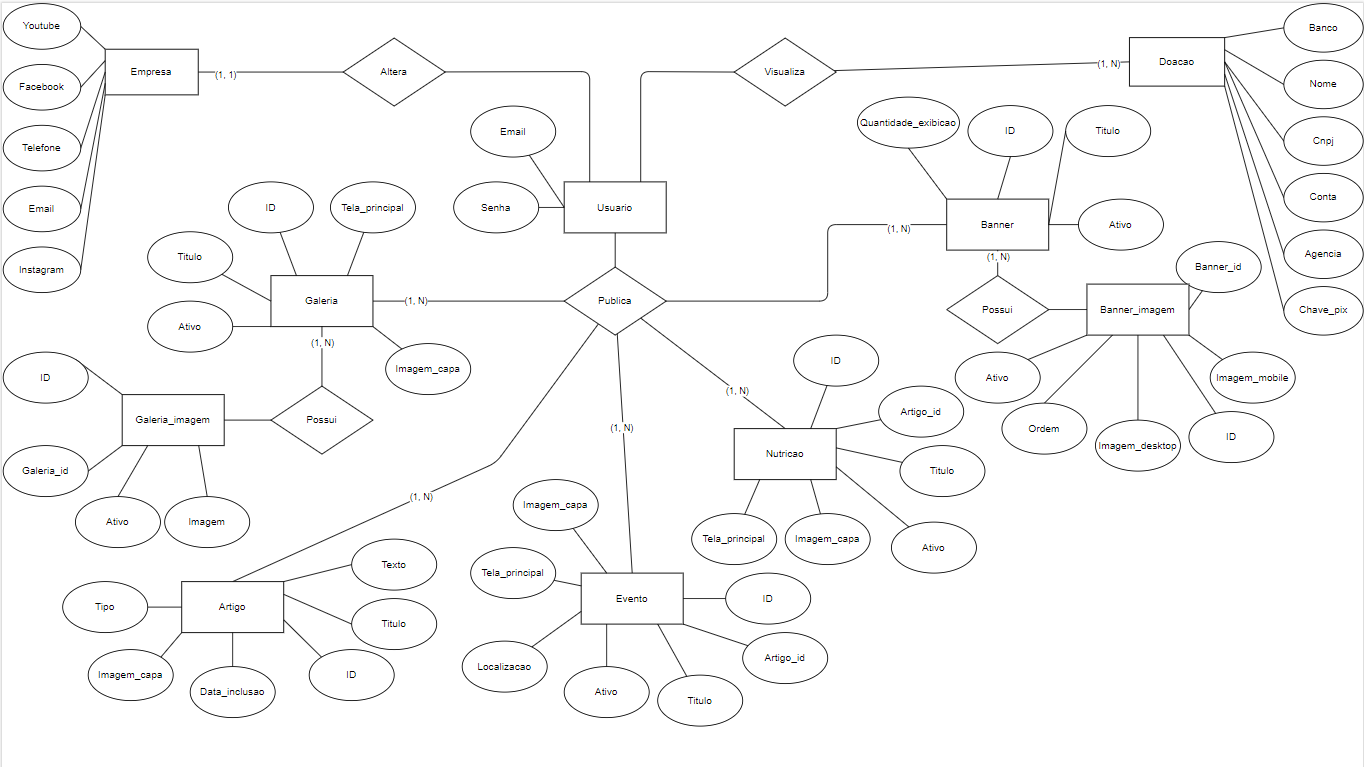 Youtube
Facebook
Telefone
Email
Instagram
Empresa
(1, 1)
Altera
Visualiza
(1, N)
Doacao
Banco
Nome
Cnpj
Conta
Agencia
Chave_pix
Email
Senha
Usuario
Quantidade_exibicao
ID
Titulo
Banner
Ativo
(1, N)
(1, N)
Possui
Banner_imagem
Banner_id
Ativo
Ordem
Imagem_desktop
ID
Imagem_mobile
ID
Tela_principal
Titulo
Ativo
Galeria
(1, N)
Publica
(1, N)
Imagem_capa
Possui
Galeria_imagem
ID
Galeria_id
Ativo
Imagem
(1, N)
(1, N)
(1, N)
Nutricao
ID
Artigo_id
Titulo
Ativo
Imagem_capa
Tela_principal
Artigo
Texto
Titulo
ID
Data_inclusao
Imagem_capa
Tipo
Evento
Imagem_capa
Tela_principal
Localizacao
Ativo
Titulo
Artigo_id
ID